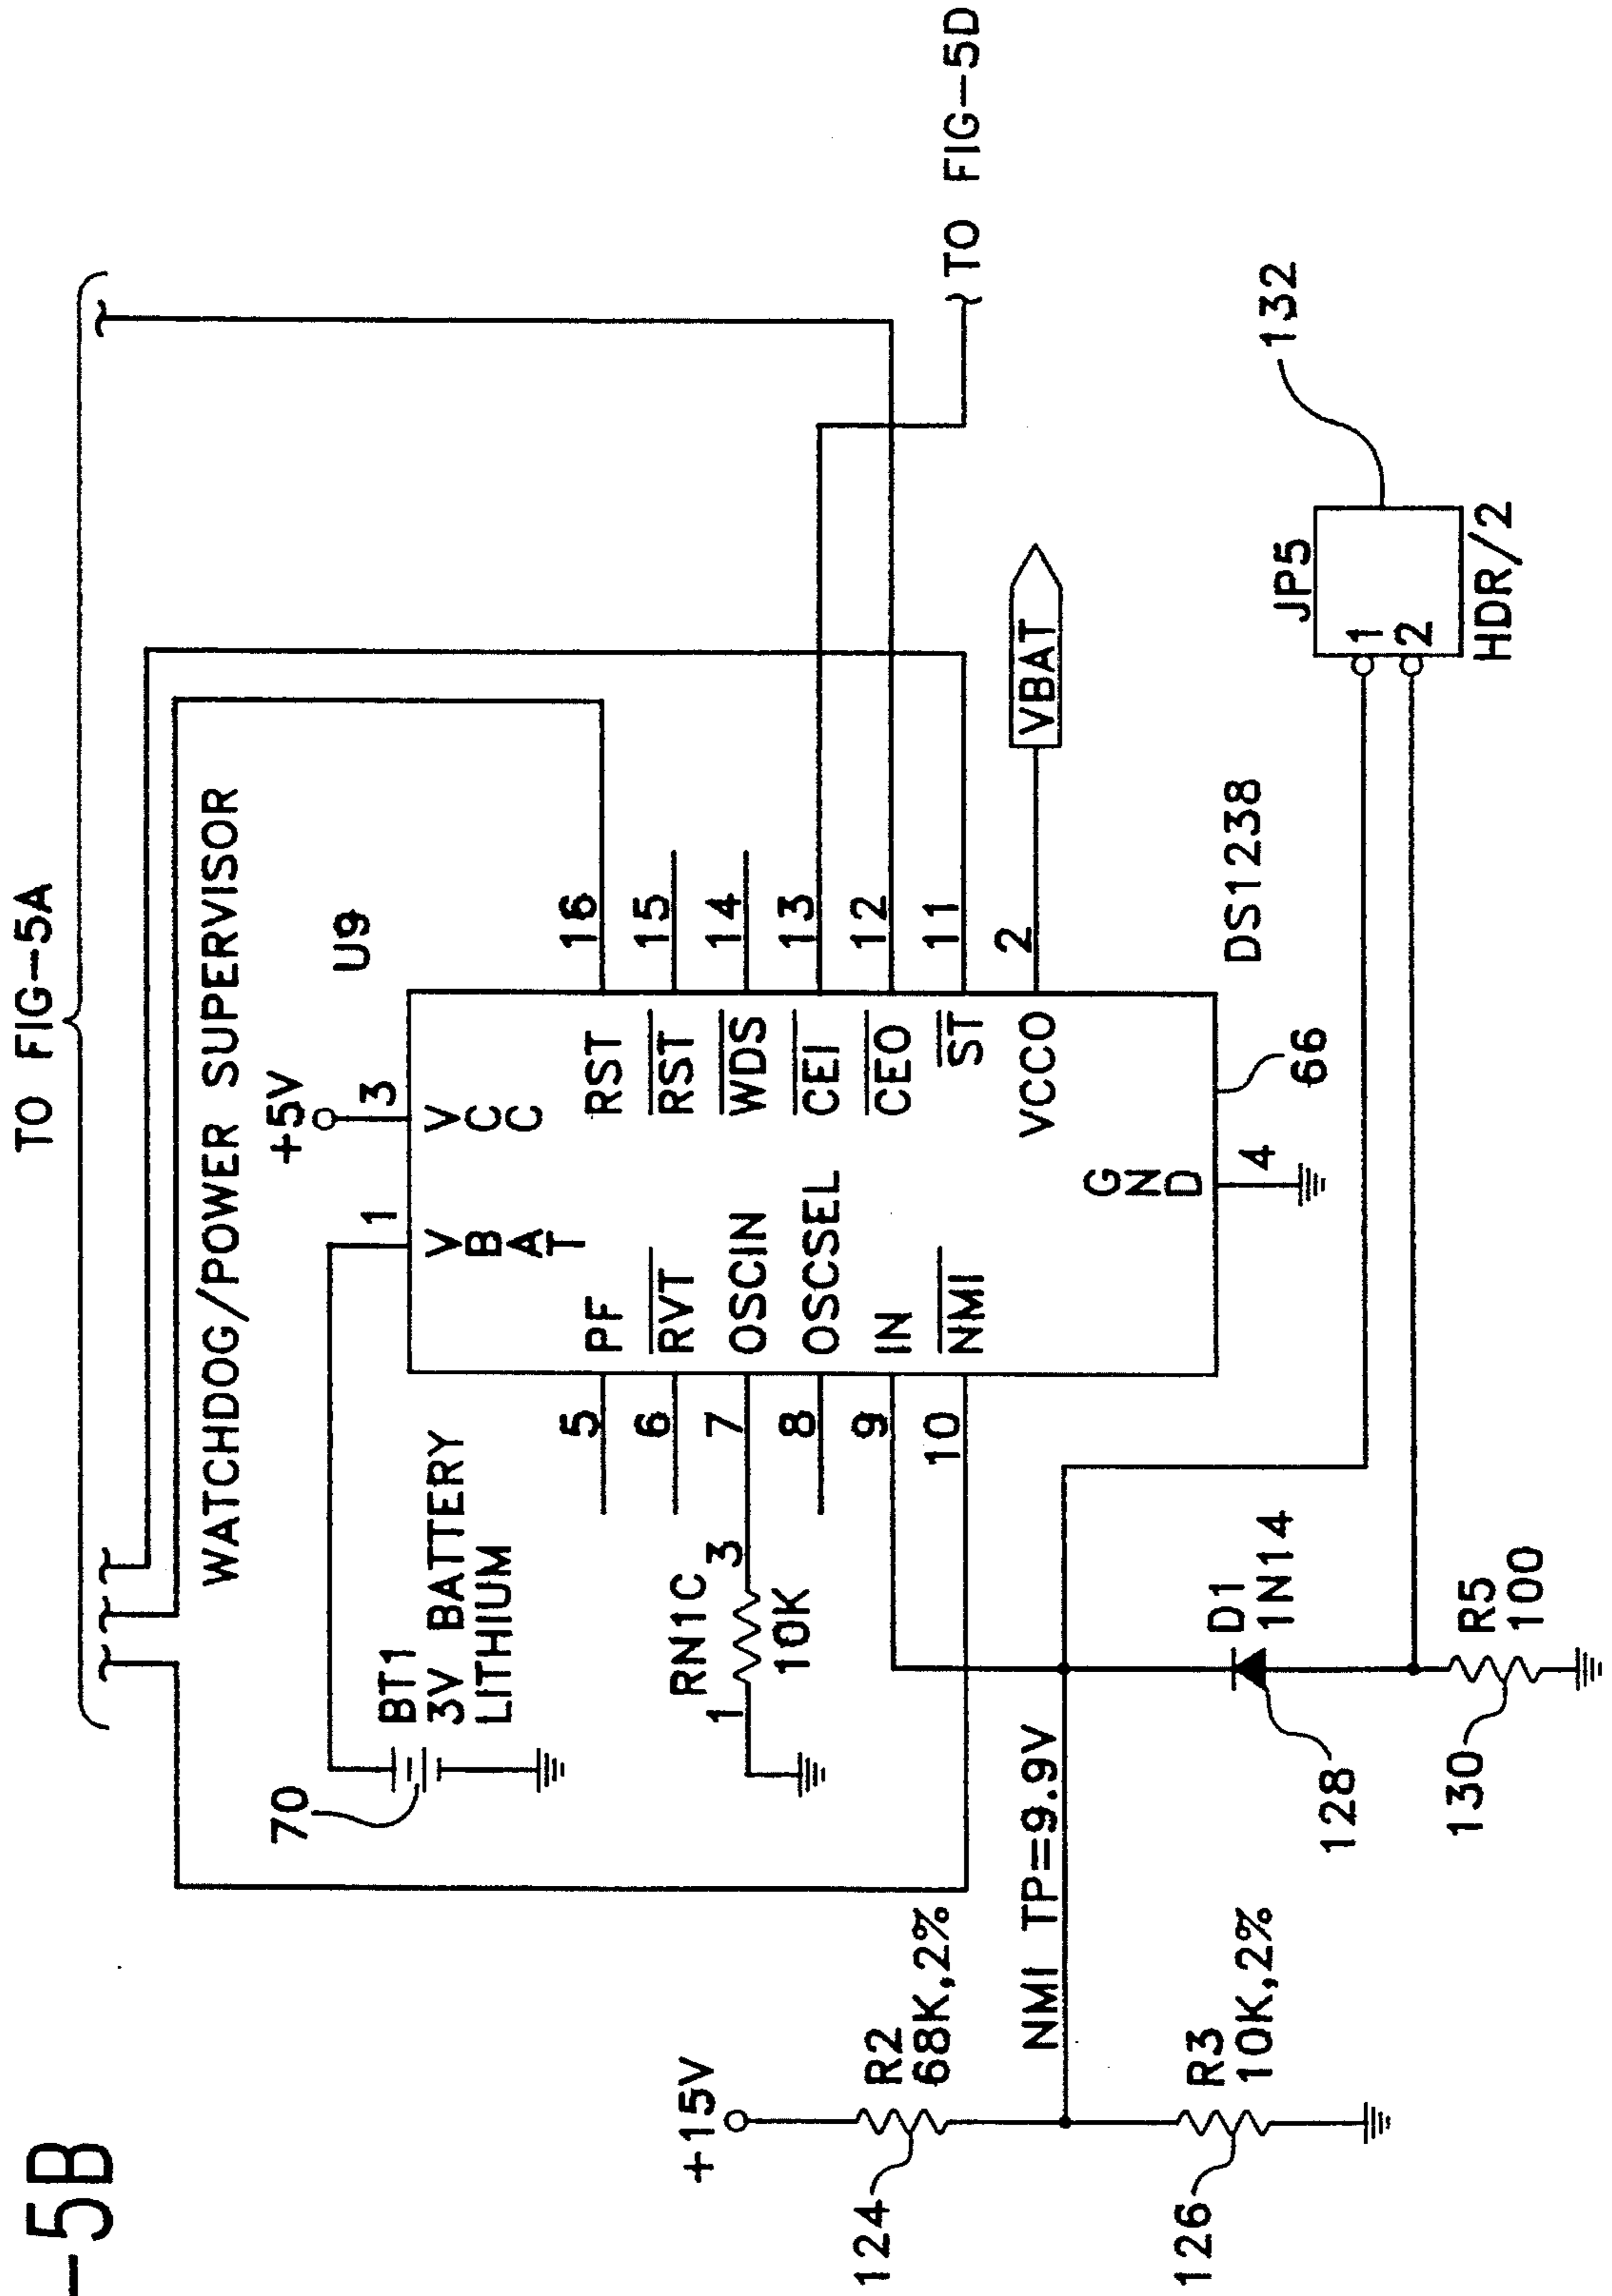 —5B
TO FIG—5A
WATCHDOG/POWER SUPERVISOR
70
BT1
3V BATTERY
LITHIUM
+5V
U9
1
3
V
B
A
T
V
C
C
5
6
7
8
9
10
PF
RVT
OSCIN
OSCSEL
IN
NMI
RST
RST
WDS
CEI
CEO
ST
VCCO
G
N
D
16
15
14
13
12
11
2
4
66
DS1238
VBAT
TO FIG—5D
RN1C
1
3
10K
+15V
124
R2
68K,2%
NMI TP=9.9V
126
R3
10K,2%
128
D1
1N14
130
R5
100
JP5
1
2
HDR/2
132